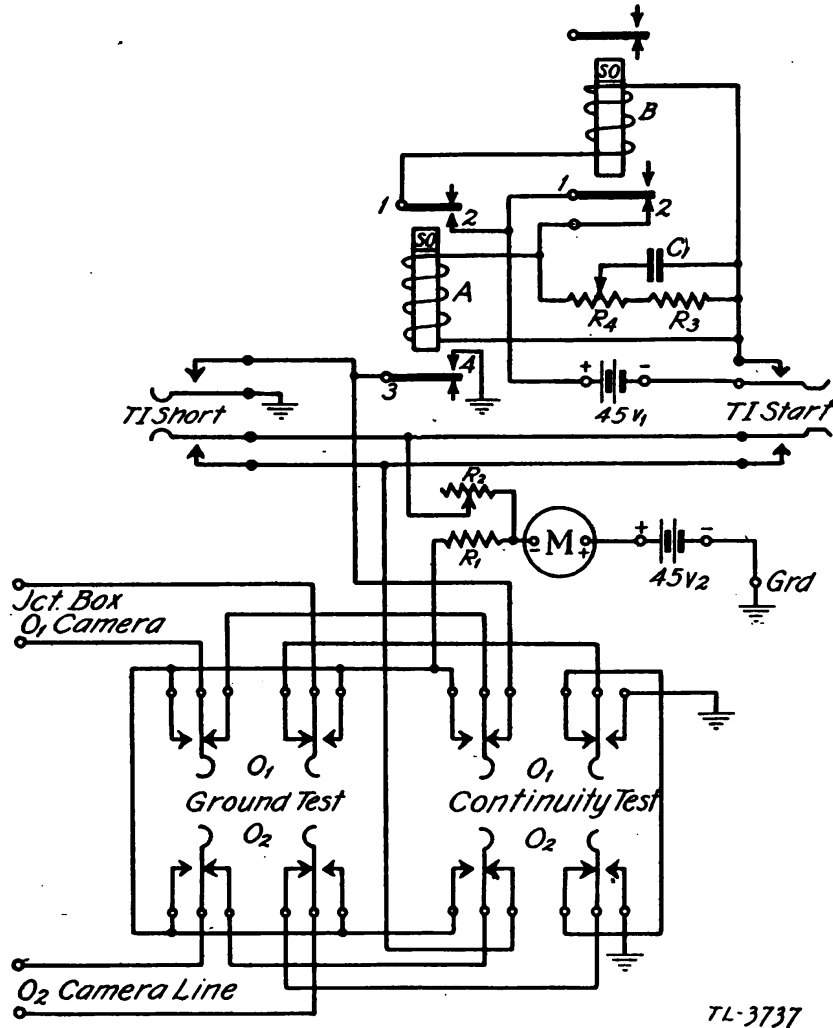 SO
B
1
2
1
2
SO
A
C1
R4
R3
4
3
+
-
45V1
TI Short
TI Start
R2
R1
-
M
+
+
-
45V2
Grd
Jct. Box
O1 Camera
O1
Ground Test
O2
O1
Continuity Test
O2
O2 Camera Line
TL-3737